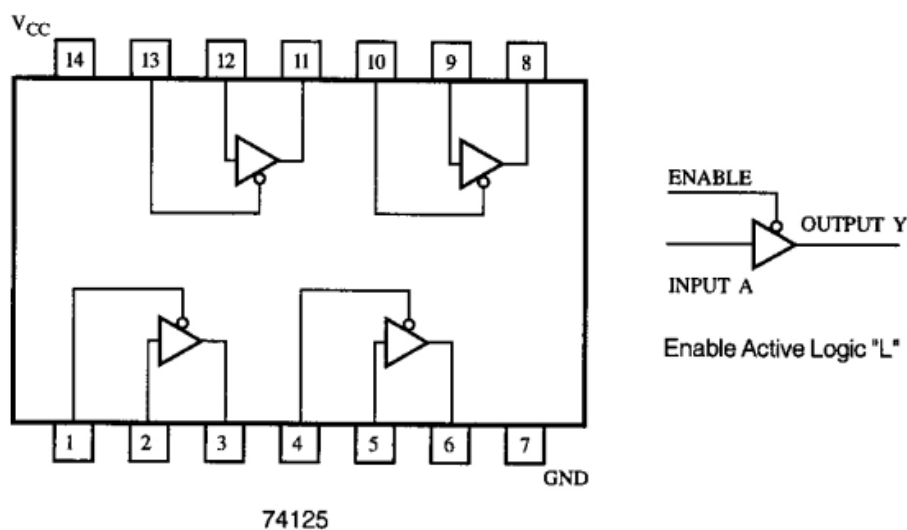 VCC
14 13 12 11 10 9 8
ENABLE
OUTPUT Y
INPUT A
Enable Active Logic "L"
1 2 3 4 5 6 7
GND
74125